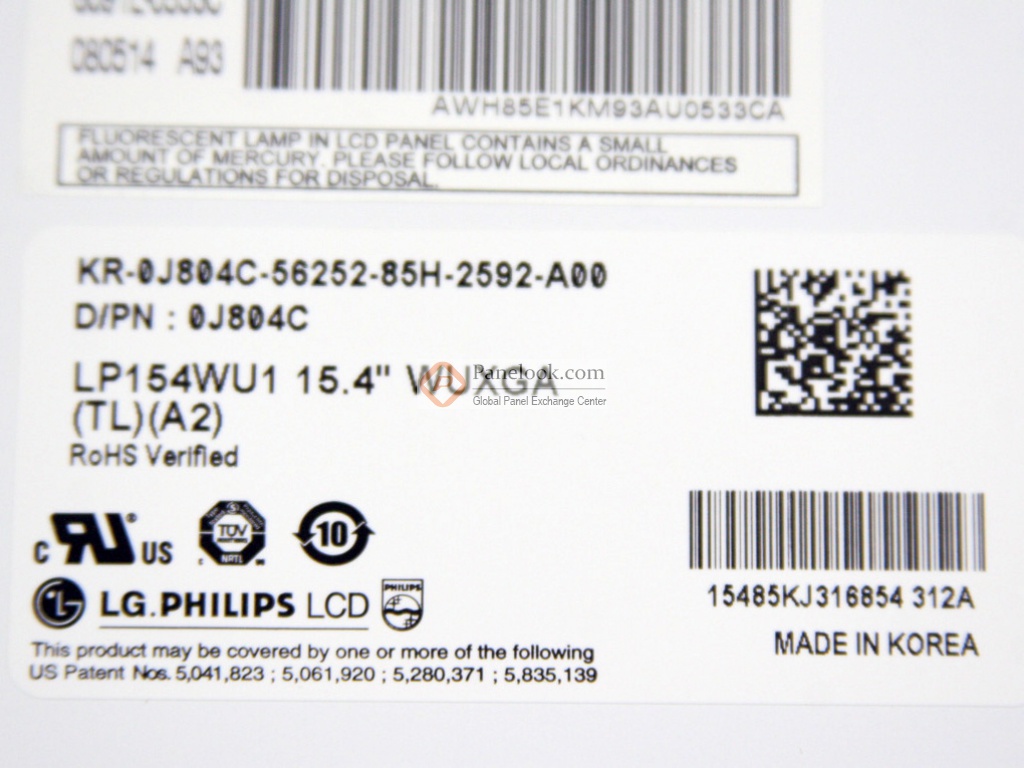 080514 A93
AWH85E1KM93AU0533CA
FLUORESCENT LAMP IN LCD PANEL CONTAINS A SMALL
AMOUNT OF MERCURY. PLEASE FOLLOW LOCAL ORDINANCES
OR REGULATIONS FOR DISPOSAL.
KR-0J804C-56252-85H-2592-A00
D/PN : 0J804C
LP154WU1 15.4" WUXGA
Panelook.com
Global Panel Exchange Center
(TL)(A2)
RoHS Verified
c US
TÜV
NRTL
10
LG.PHILIPS LCD
PHILIPS
15485KJ316854 312A
MADE IN KOREA
This product may be covered by one or more of the following
US Patent Nos. 5,041,823 ; 5,061,920 ; 5,280,371 ; 5,835,139